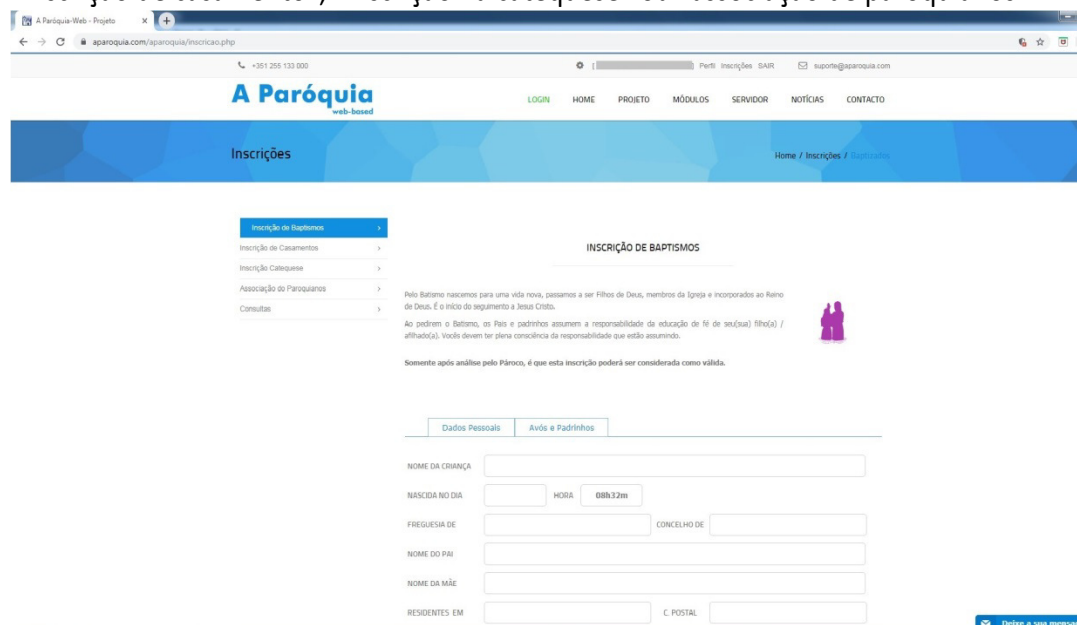 A Paróquia-Web - Projeto
aparoquia.com/aparoquia/inscricao.php
+351 255 133 000
Perfil Inscrições SAIR
suporte@aparoquia.com
A Paróquia
web-based
LOGIN HOME PROJETO MÓDULOS SERVIDOR NOTÍCIAS CONTACTO
Inscrições
Home / Inscrições / Baptismos
Inscrição de Baptismos
Inscrição de Casamentos
Inscrição Catequese
Associação do Paroquianos
Consultas
INSCRIÇÃO DE BAPTISMOS
Pelo Batismo nascemos para uma vida nova, passamos a ser Filhos de Deus, membros da Igreja e incorporados ao Reino
de Deus. É o início do seguimento a Jesus Cristo.
Ao pedirem o Batismo, os Pais e padrinhos assumem a responsabilidade da educação de fé de seu(sua) filho(a) /
afilhado(a). Vocês devem ter plena consciência da responsabilidade que estão assumindo.
Somente após análise pelo Pároco, é que esta inscrição poderá ser considerada como válida.
Dados Pessoais Avós e Padrinhos
NOME DA CRIANÇA
NASCIDA NO DIA HORA 08h32m
FREGUESIA DE CONCELHO DE
NOME DO PAI
NOME DA MÃE
RESIDENTES EM C. POSTAL
Deixe a sua